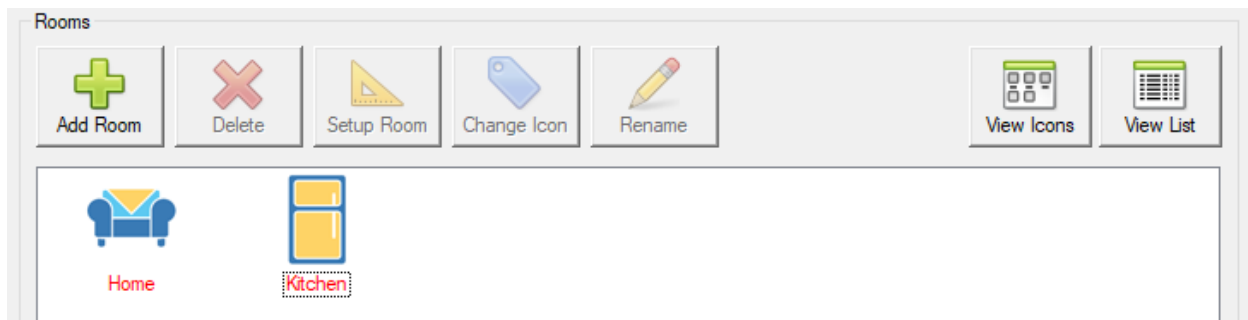 Rooms
Add Room
Delete
Setup Room
Change Icon
Rename
View Icons
View List
Home
Kitchen